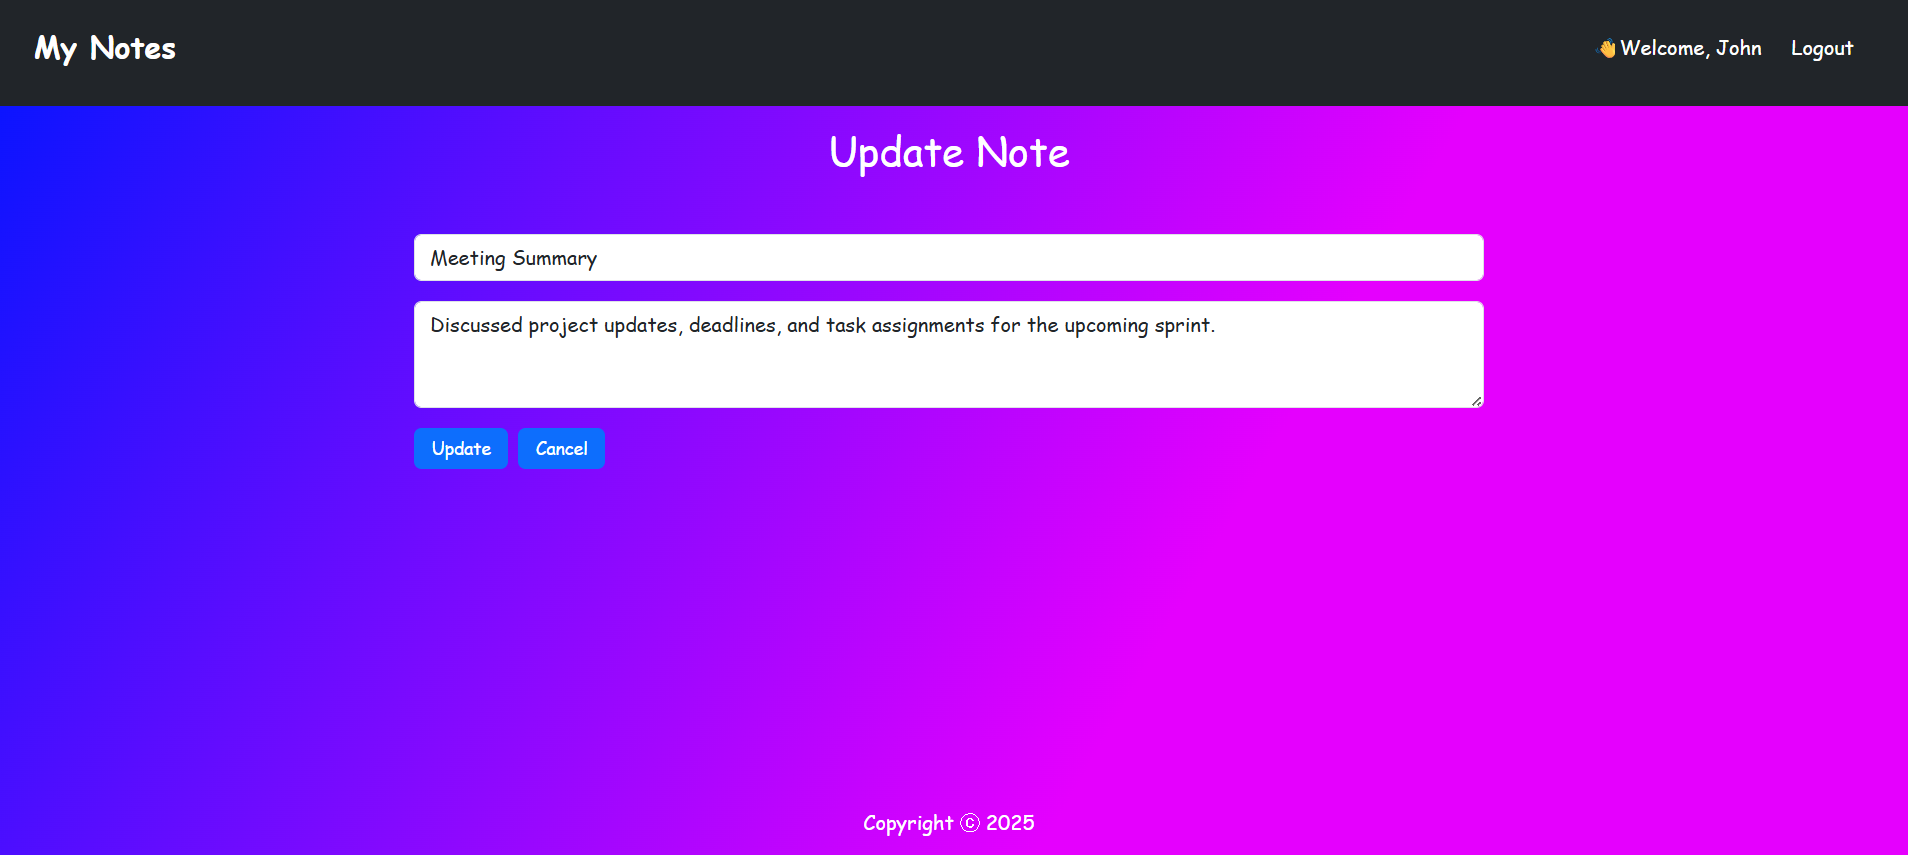 My Notes
👋Welcome, John
Logout
Update Note
Meeting Summary
Discussed project updates, deadlines, and task assignments for the upcoming sprint.
Update
Cancel
Copyright © 2025